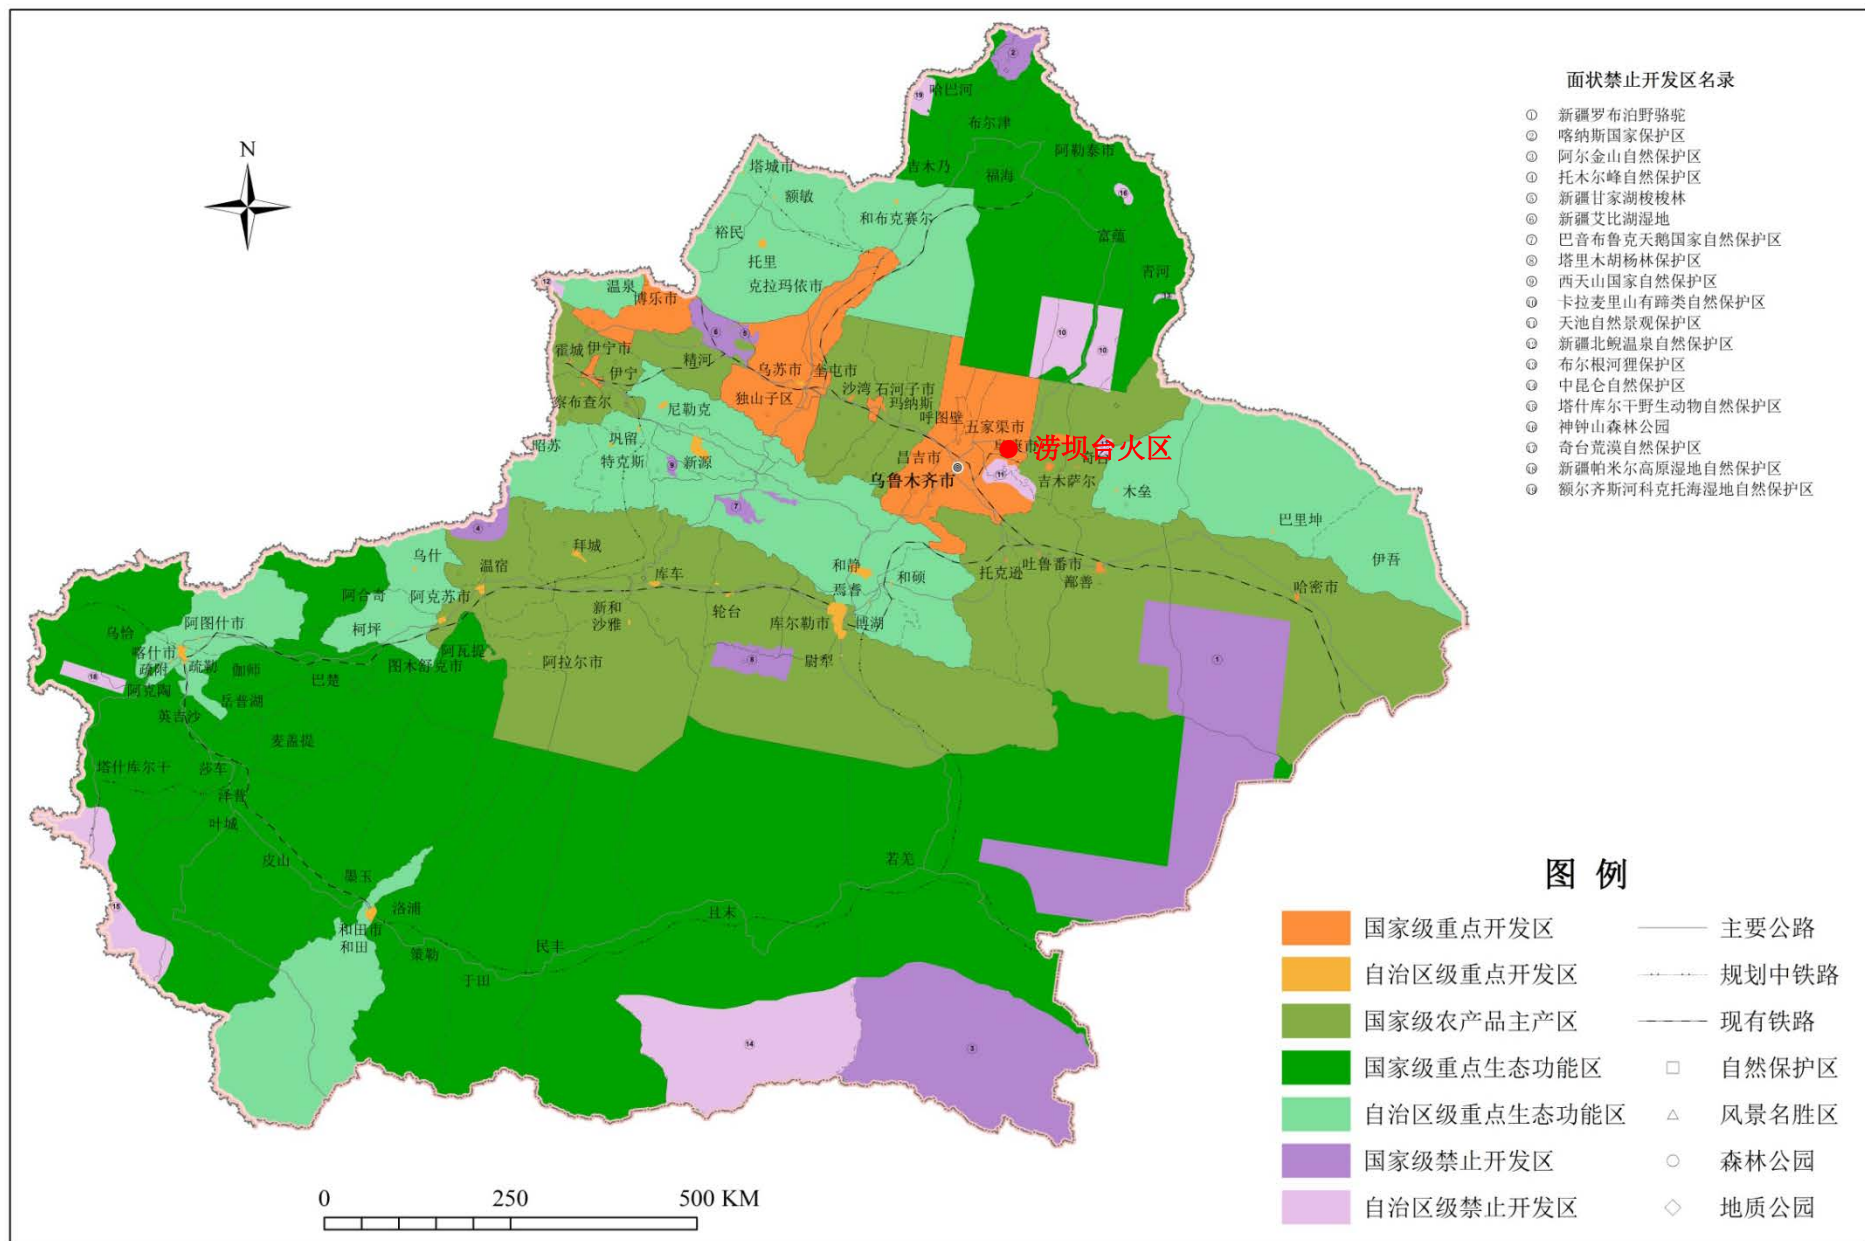 面状禁止开发区名录
① 新疆罗布泊野骆驼
② 喀纳斯国家保护区
③ 阿尔金山自然保护区
④ 托木尔峰自然保护区
⑤ 新疆甘家湖梭梭林
⑥ 新疆艾比湖湿地
⑦ 巴音布鲁克天鹅国家自然保护区
⑧ 塔里木胡杨林保护区
⑨ 西天山国家自然保护区
⑩ 卡拉麦里山有蹄类自然保护区
⑪ 天池自然景观保护区
⑫ 新疆北鲵温泉自然保护区
⑬ 布尔根河狸保护区
⑭ 中昆仑自然保护区
⑮ 塔什库尔干野生动物自然保护区
⑯ 神钟山森林公园
⑰ 奇台荒漠自然保护区
⑱ 新疆帕米尔高原湿地自然保护区
⑲ 额尔齐斯河科克托海湿地自然保护区
N
②
⑲
哈巴河
布尔津
阿勒泰市
吉木乃
福海
⑯
塔城市
额敏
和布克赛尔
裕民
富蕴
托里
青河
克拉玛依市
⑫
温泉
博乐市
⑥
⑤
⑩
⑩
霍城
伊宁市
精河
伊宁
乌苏市
奎屯市
独山子区
沙湾
石河子市
玛纳斯
察布查尔
尼勒克
呼图壁
五家渠市
昭苏
巩留
特克斯
⑨
新源
昌吉市
涝坝台火区
⑪
乌鲁木齐市
吉木萨尔
木垒
⑦
巴里坤
④
伊吾
乌什
温宿
拜城
库车
和静
和硕
焉耆
托克逊
吐鲁番市
鄯善
哈密市
阿合奇
阿克苏市
新和
沙雅
轮台
库尔勒市
博湖
乌恰
阿图什市
柯坪
喀什市
疏附
疏勒
伽师
阿瓦提
图木舒克市
阿拉尔市
⑧
尉犁
①
⑱
阿克陶
巴楚
岳普湖
英吉沙
麦盖提
塔什库尔干
莎车
泽普
叶城
皮山
墨玉
若羌
⑮
洛浦
和田市
和田
策勒
且末
民丰
于田
⑭
③
0 250 500 KM
图 例
国家级重点开发区
自治区级重点开发区
国家级农产品主产区
国家级重点生态功能区
自治区级重点生态功能区
国家级禁止开发区
自治区级禁止开发区
主要公路
规划中铁路
现有铁路
自然保护区
风景名胜区
森林公园
地质公园